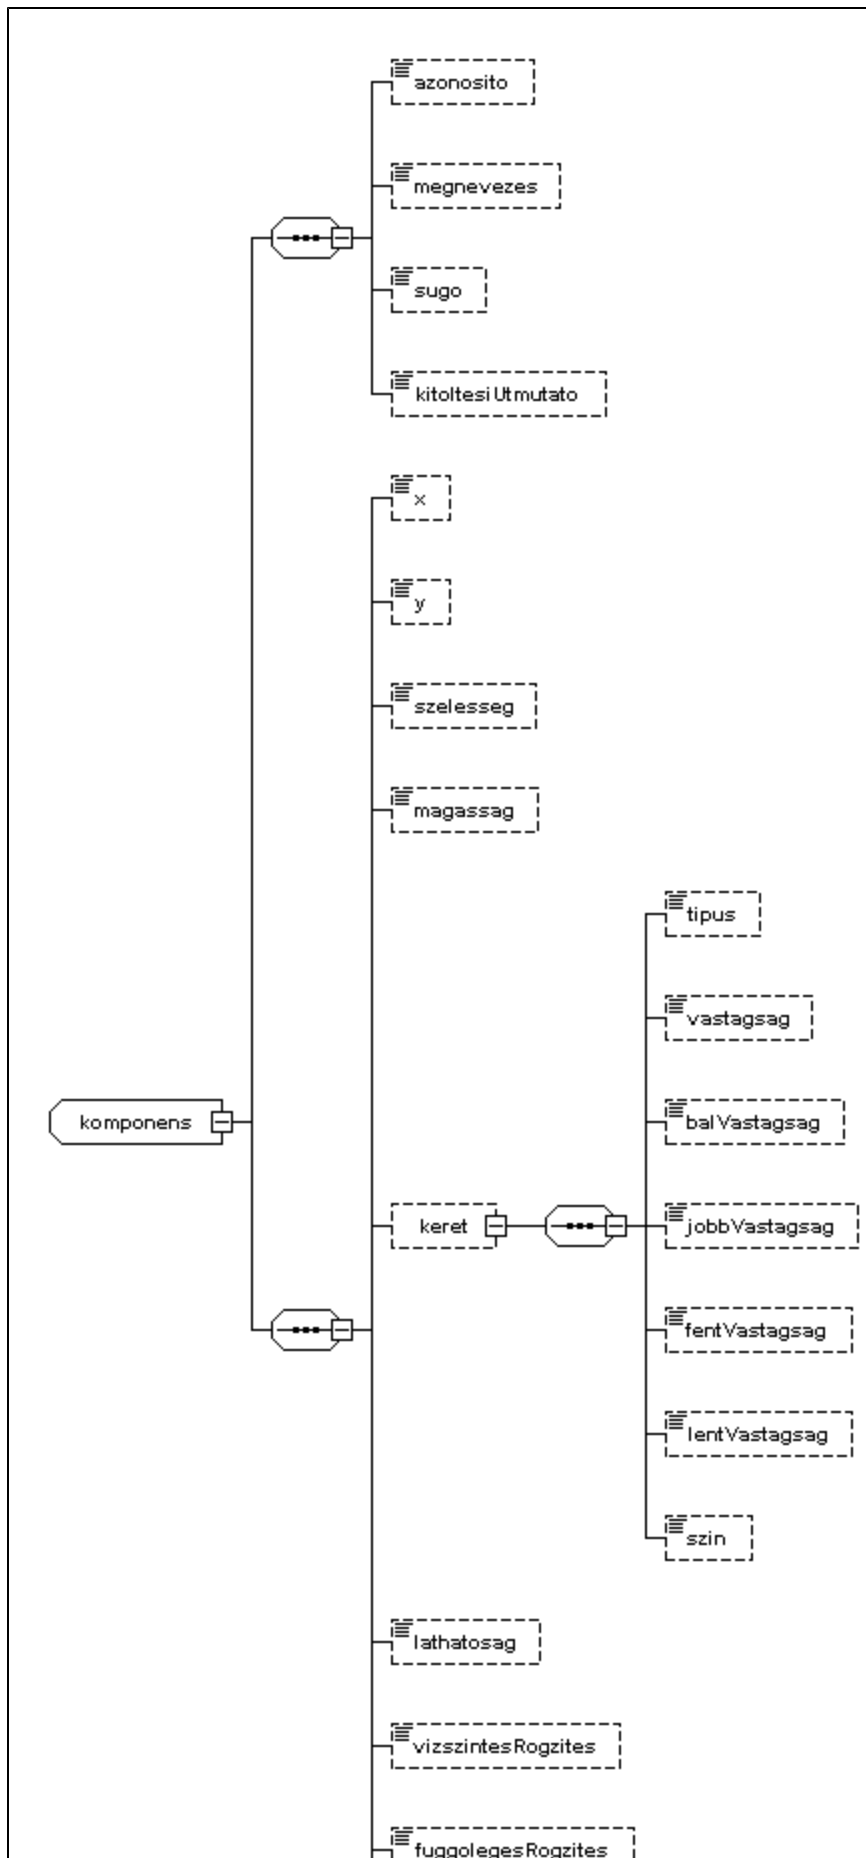 azonosito
megnevezes
sugo
kitoltesiUtmutato
x
y
szelesseg
magassag
tipus
vastagsag
balVastagsag
komponens
keret
jobbVastagsag
fentVastagsag
lentVastagsag
szin
lathatosag
vizszintesRogzites
fuggolegesRogzites